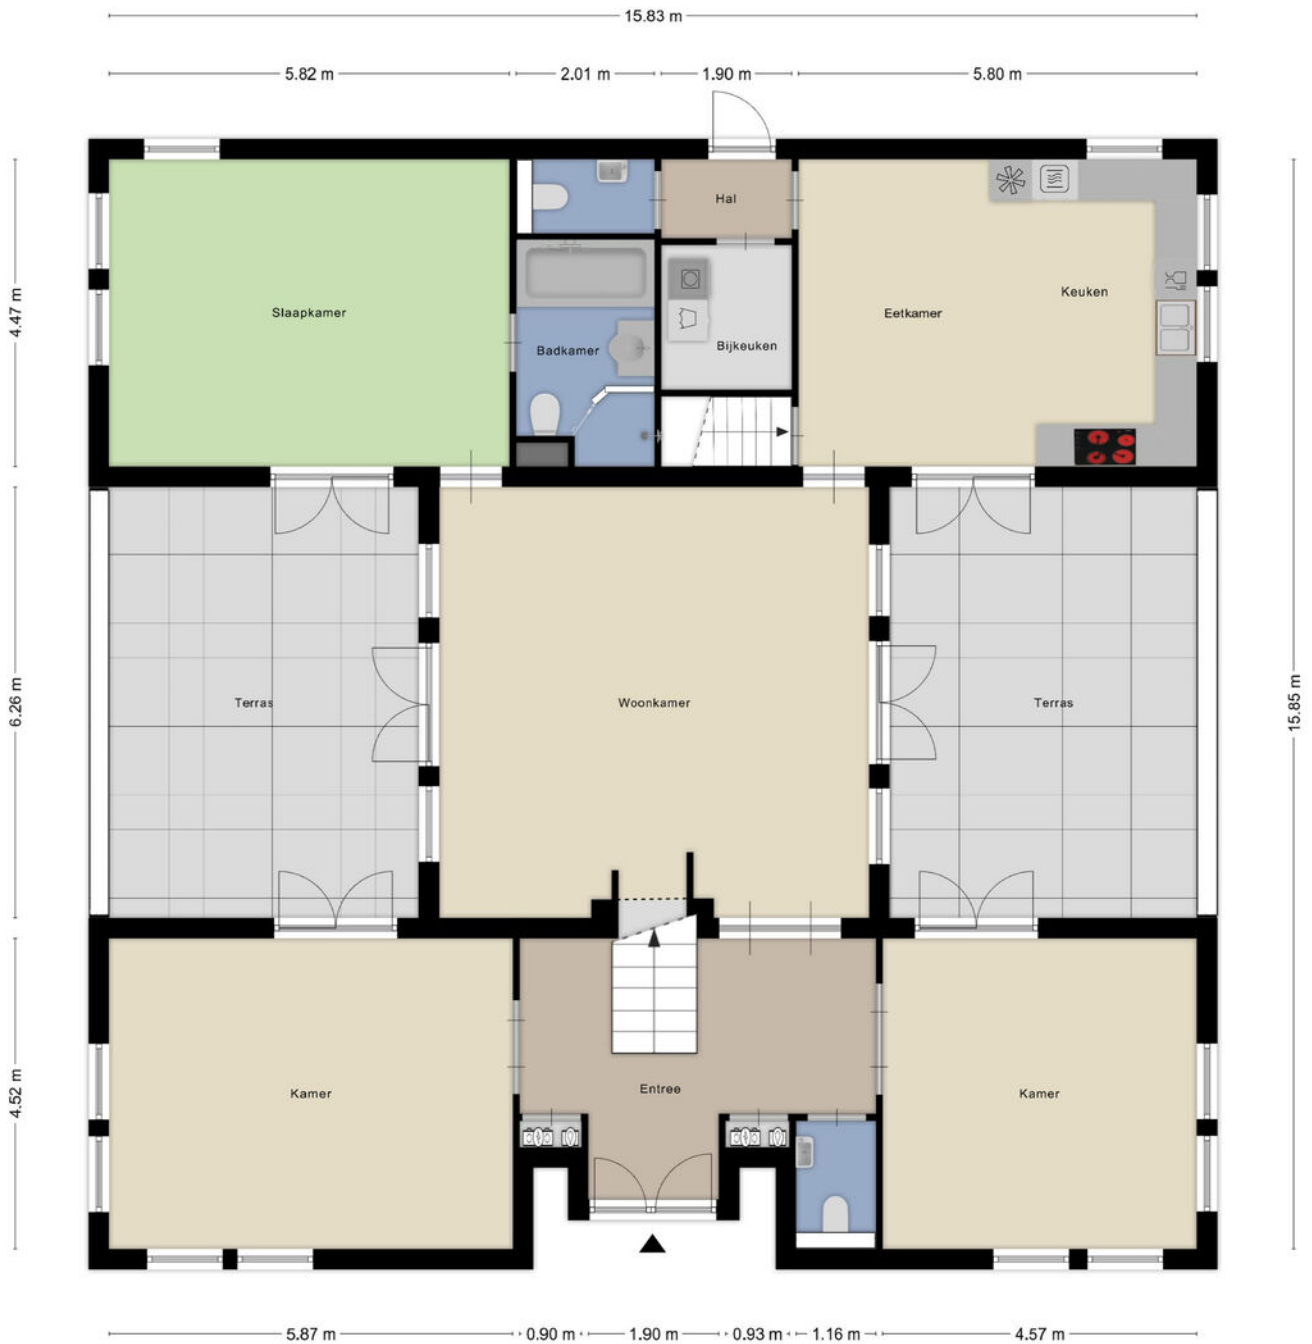 15.83 m
5.82 m 2.01 m 1.90 m 5.80 m
Hal
4.47 m
Slaapkamer
Keuken
Eetkamer
Badkamer
Bijkeuken
6.26 m
Terras
Woonkamer
Terras
15.85 m
4.52 m
Kamer
Entree
Kamer
5.87 m 0.90 m 1.90 m 0.93 m 1.16 m 4.57 m